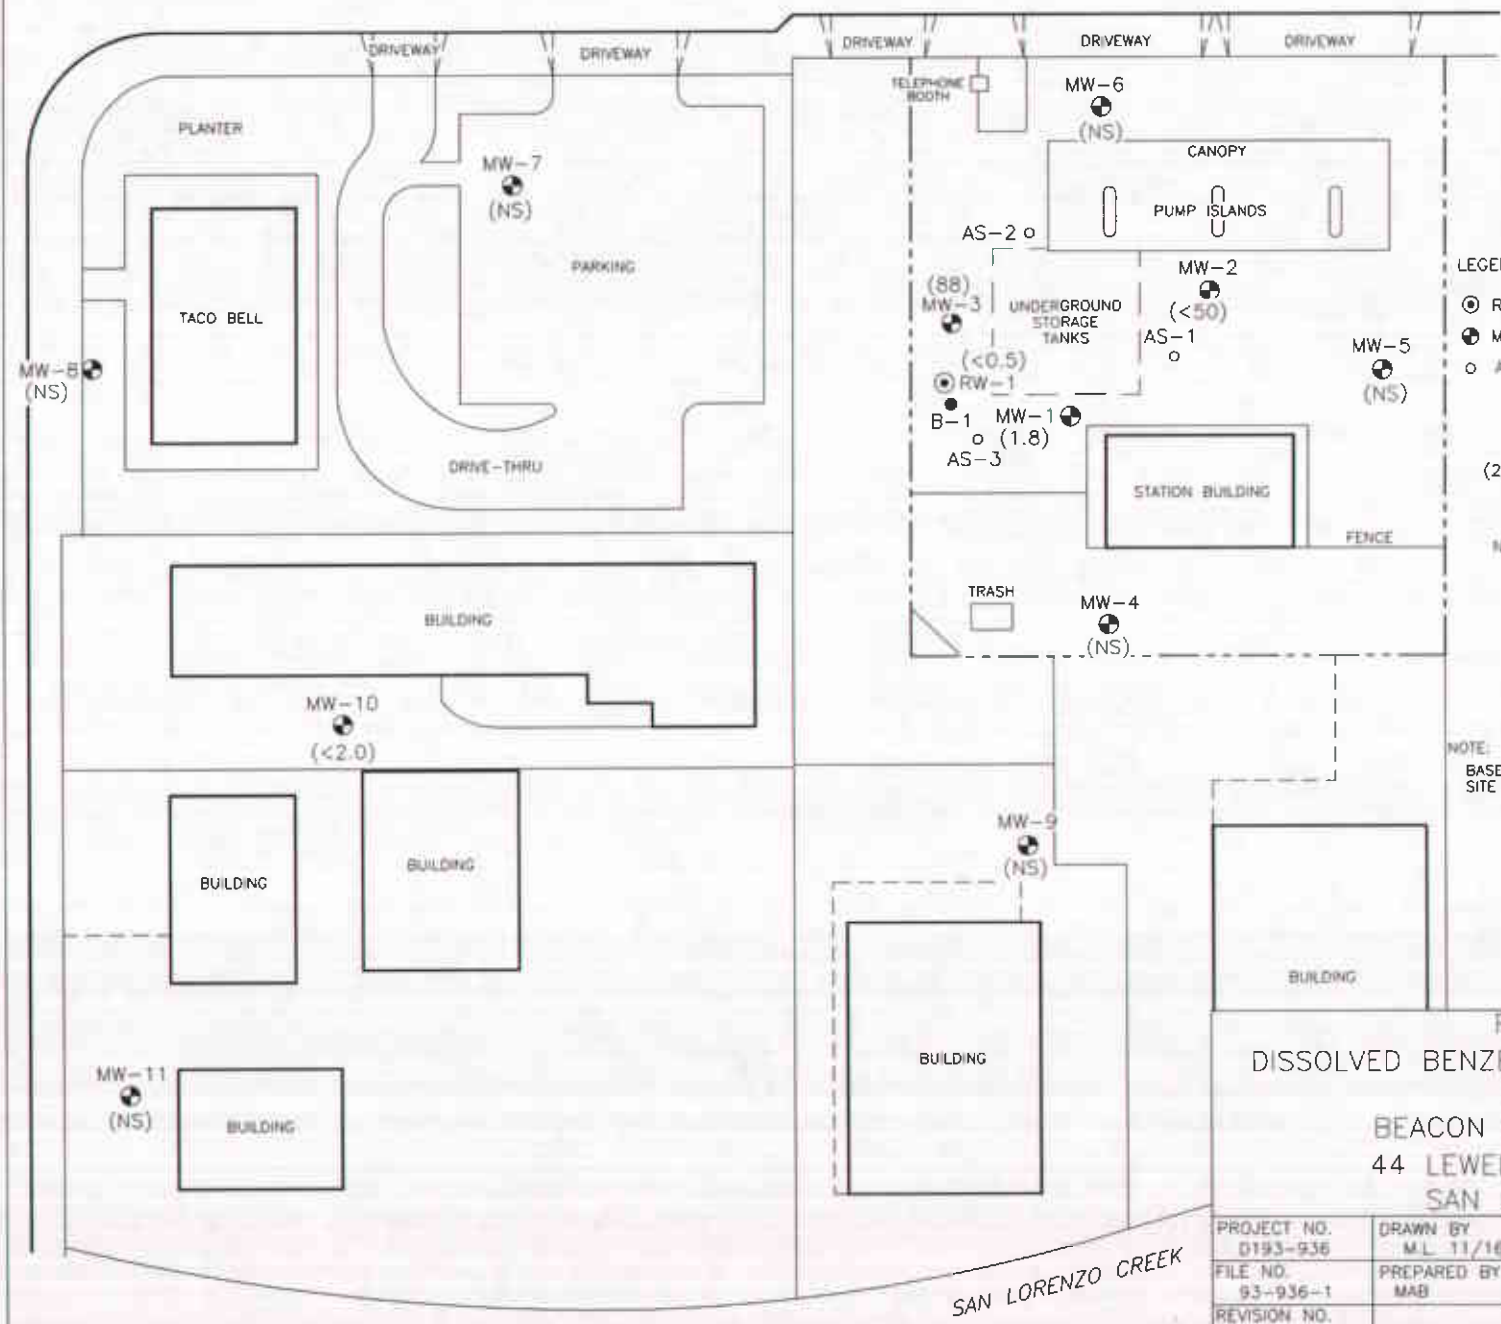 DRIVEWAY
DRIVEWAY
DRIVEWAY
DRIVEWAY
DRIVEWAY
TELEPHONE
BOOTH
MW-6
(NS)
PLANTER
CANOPY
MW-7
(NS)
PUMP ISLANDS
AS-2
PARKING
MW-2
(<50)
LEGE
(88)
MW-3
UNDERGROUND
STORAGE
TANKS
R
TACO BELL
AS-1
M
MW-5
(NS)
MW-8
(NS)
(<0.5)
RW-1
A
B-1
MW-1
(1.8)
AS-3
DRIVE-THRU
(2
STATION BUILDING
FENCE
N
TRASH
MW-4
(NS)
BUILDING
MW-10
(<2.0)
NOTE:
BASE
SITE
MW-9
(NS)
BUILDING
BUILDING
BUILDING
BUILDING
DISSOLVED BENZE
MW-11
(NS)
BUILDING
BEACON
44 LEWE
SAN
SAN LORENZO CREEK
PROJECT NO.
D193-936
DRAWN BY
M.L. 11/16
FILE NO.
93-936-1
PREPARED BY
MAB
REVISION NO.